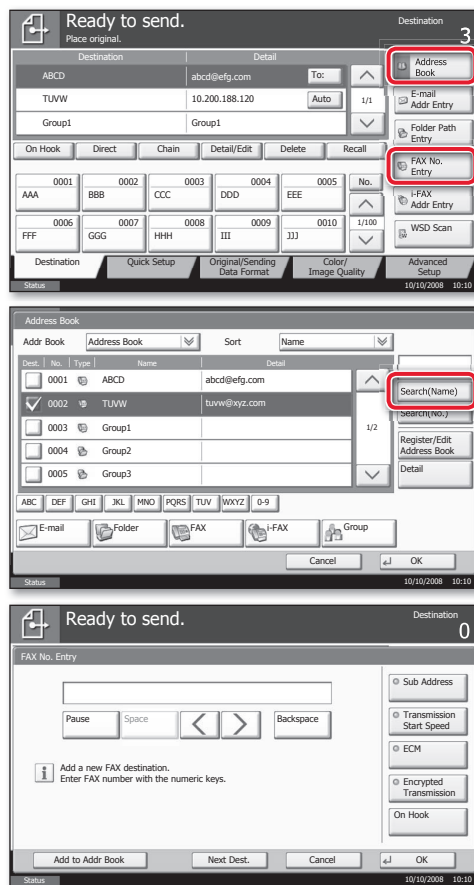 Ready to send.
Place original.
Destination
3
Destination Detail
ABCD abcd@efg.com To:
TUVW 10.200.188.120 Auto 1/1
Group1 Group1
Address
Book
E-mail
Addr Entry
Folder Path
Entry
FAX No.
Entry
i-FAX
Addr Entry
WSD Scan
On Hook Direct Chain Detail/Edit Delete Recall
0001 0002 0003 0004 0005 No.
AAA BBB CCC DDD EEE
0006 0007 0008 0009 0010 1/100
FFF GGG HHH III JJJ
Destination Quick Setup Original/Sending
Data Format Color/
Image Quality Advanced
Setup
Status 10/10/2008 10:10
Address Book
Addr Book Address Book Sort Name
Dest. No. Type Name Detail
0001 ABCD abcd@efg.com
0002 TUVW tuvw@xyz.com
0003 Group1 1/2
0004 Group2
0005 Group3
Search(Name)
Search(No.)
Register/Edit
Address Book
Detail
ABC DEF GHI JKL MNO PQRS TUV WXYZ 0-9
E-mail Folder FAX i-FAX Group
Cancel OK
Status 10/10/2008 10:10
Ready to send.
Destination
0
FAX No. Entry
Pause Space Backspace
Add a new FAX destination.
Enter FAX number with the numeric keys.
Sub Address
Transmission
Start Speed
ECM
Encrypted
Transmission
On Hook
Add to Addr Book Next Dest. Cancel OK
Status 10/10/2008 10:10